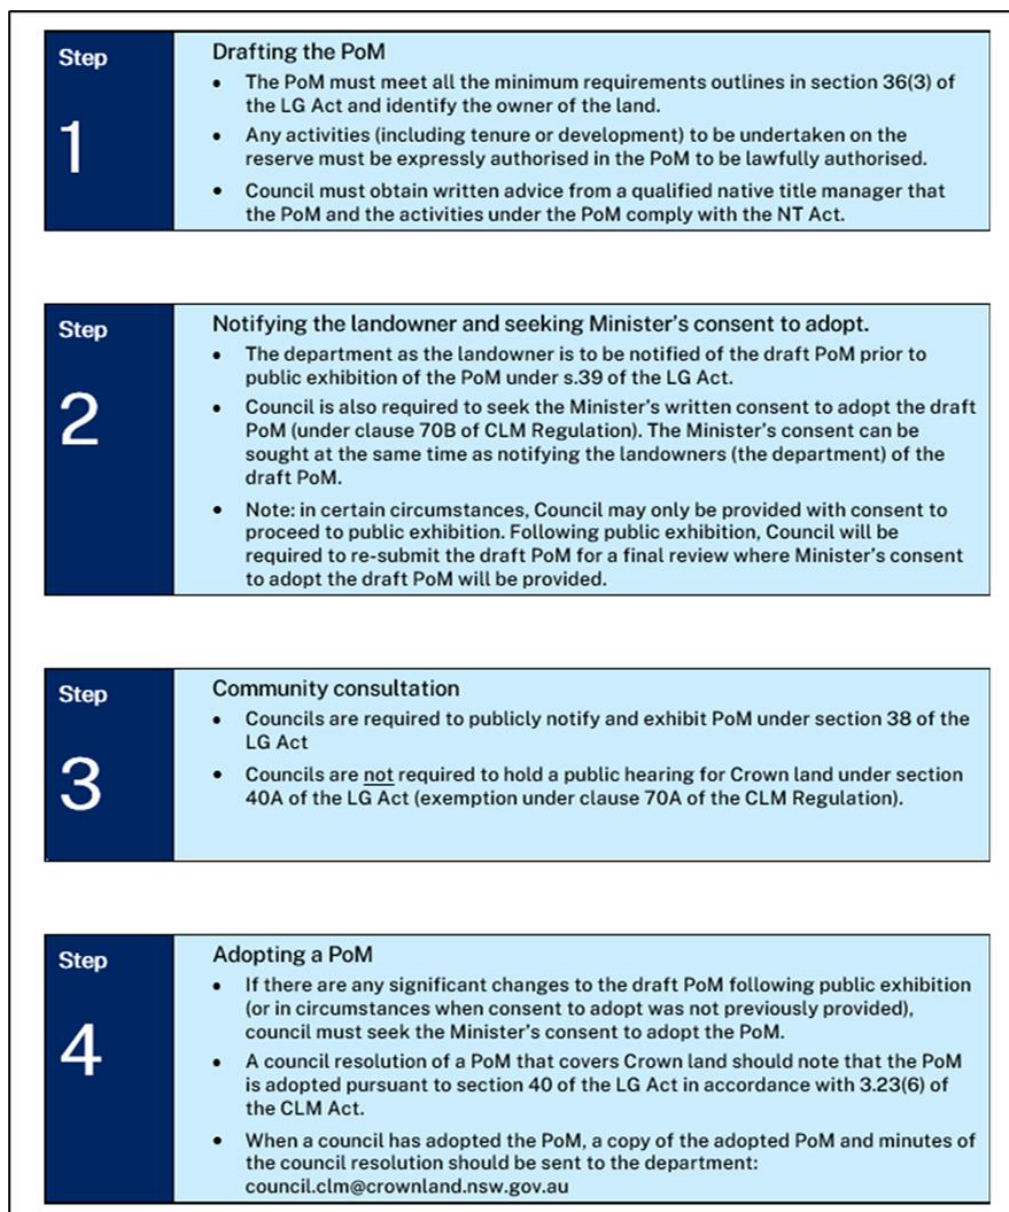 Step
1
Drafting the PoM
• The PoM must meet all the minimum requirements outlines in section 36(3) of
the LG Act and identify the owner of the land.
• Any activities (including tenure or development) to be undertaken on the
reserve must be expressly authorised in the PoM to be lawfully authorised.
• Council must obtain written advice from a qualified native title manager that
the PoM and the activities under the PoM comply with the NT Act.
Step
2
Notifying the landowner and seeking Minister's consent to adopt.
• The department as the landowner is to be notified of the draft PoM prior to
public exhibition of the PoM under s.39 of the LG Act.
• Council is also required to seek the Minister's written consent to adopt the draft
PoM (under clause 70B of CLM Regulation). The Minister's consent can be
sought at the same time as notifying the landowners (the department) of the
draft PoM.
• Note: in certain circumstances, Council may only be provided with consent to
proceed to public exhibition. Following public exhibition, Council will be
required to re-submit the draft PoM for a final review where Minister's consent
to adopt the draft PoM will be provided.
Step
3
Community consultation
• Councils are required to publicly notify and exhibit PoM under section 38 of the
LG Act
• Councils are not required to hold a public hearing for Crown land under section
40A of the LG Act (exemption under clause 70A of the CLM Regulation).
Step
4
Adopting a PoM
• If there are any significant changes to the draft PoM following public exhibition
(or in circumstances when consent to adopt was not previously provided),
council must seek the Minister's consent to adopt the PoM.
• A council resolution of a PoM that covers Crown land should note that the PoM
is adopted pursuant to section 40 of the LG Act in accordance with 3.23(6) of
the CLM Act.
• When a council has adopted the PoM, a copy of the adopted PoM and minutes of
the council resolution should be sent to the department:
council.clm@crownland.nsw.gov.au